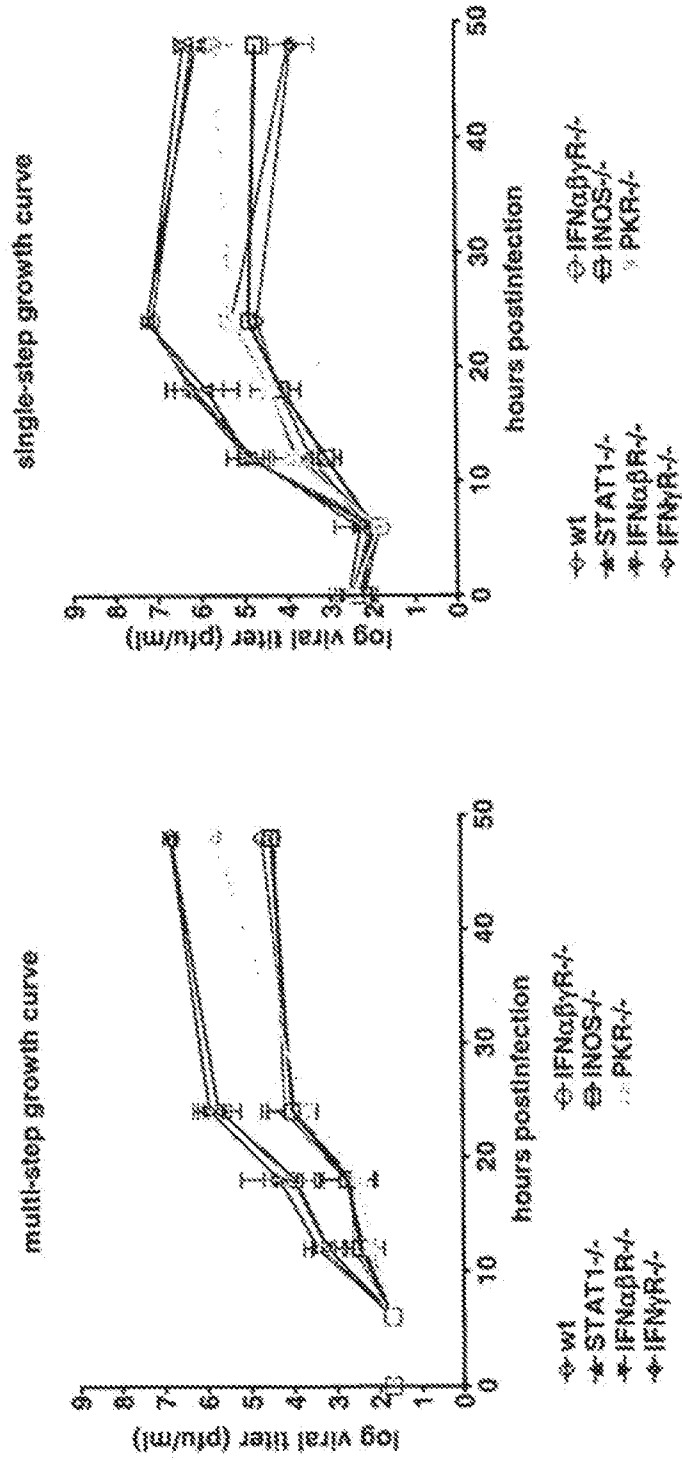 multi-step growth curve
log viral titer (pfu/ml)
9
8
7
6
5
4
3
2
1
0
10
20
30
40
50
hours postinfection
wt
STAT1-/-
IFNαβR-/-
IFNγR-/-
IFNαβγR-/-
iNOS-/-
PKR-/-
single-step growth curve
log viral titer (pfu/ml)
9
8
7
6
5
4
3
2
1
0
0
10
20
30
40
50
hours postinfection
wt
STAT1-/-
IFNαβR-/-
IFNγR-/-
IFNαβγR-/-
iNOS-/-
PKR-/-